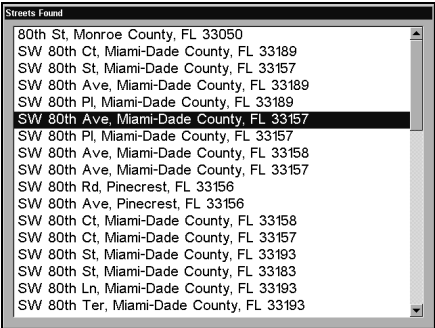 Streets Found
80th St, Monroe County, FL 33050
SW 80th Ct, Miami-Dade County, FL 33189
SW 80th St, Miami-Dade County, FL 33157
SW 80th Ave, Miami-Dade County, FL 33189
SW 80th Pl, Miami-Dade County, FL 33189
SW 80th Ave, Miami-Dade County, FL 33157
SW 80th Pl, Miami-Dade County, FL 33157
SW 80th Ave, Miami-Dade County, FL 33158
SW 80th Ave, Miami-Dade County, FL 33157
SW 80th Rd, Pinecrest, FL 33156
SW 80th Ave, Pinecrest, FL 33156
SW 80th Ct, Miami-Dade County, FL 33158
SW 80th Ct, Miami-Dade County, FL 33157
SW 80th St, Miami-Dade County, FL 33193
SW 80th St, Miami-Dade County, FL 33183
SW 80th Ln, Miami-Dade County, FL 33193
SW 80th Ter, Miami-Dade County, FL 33193